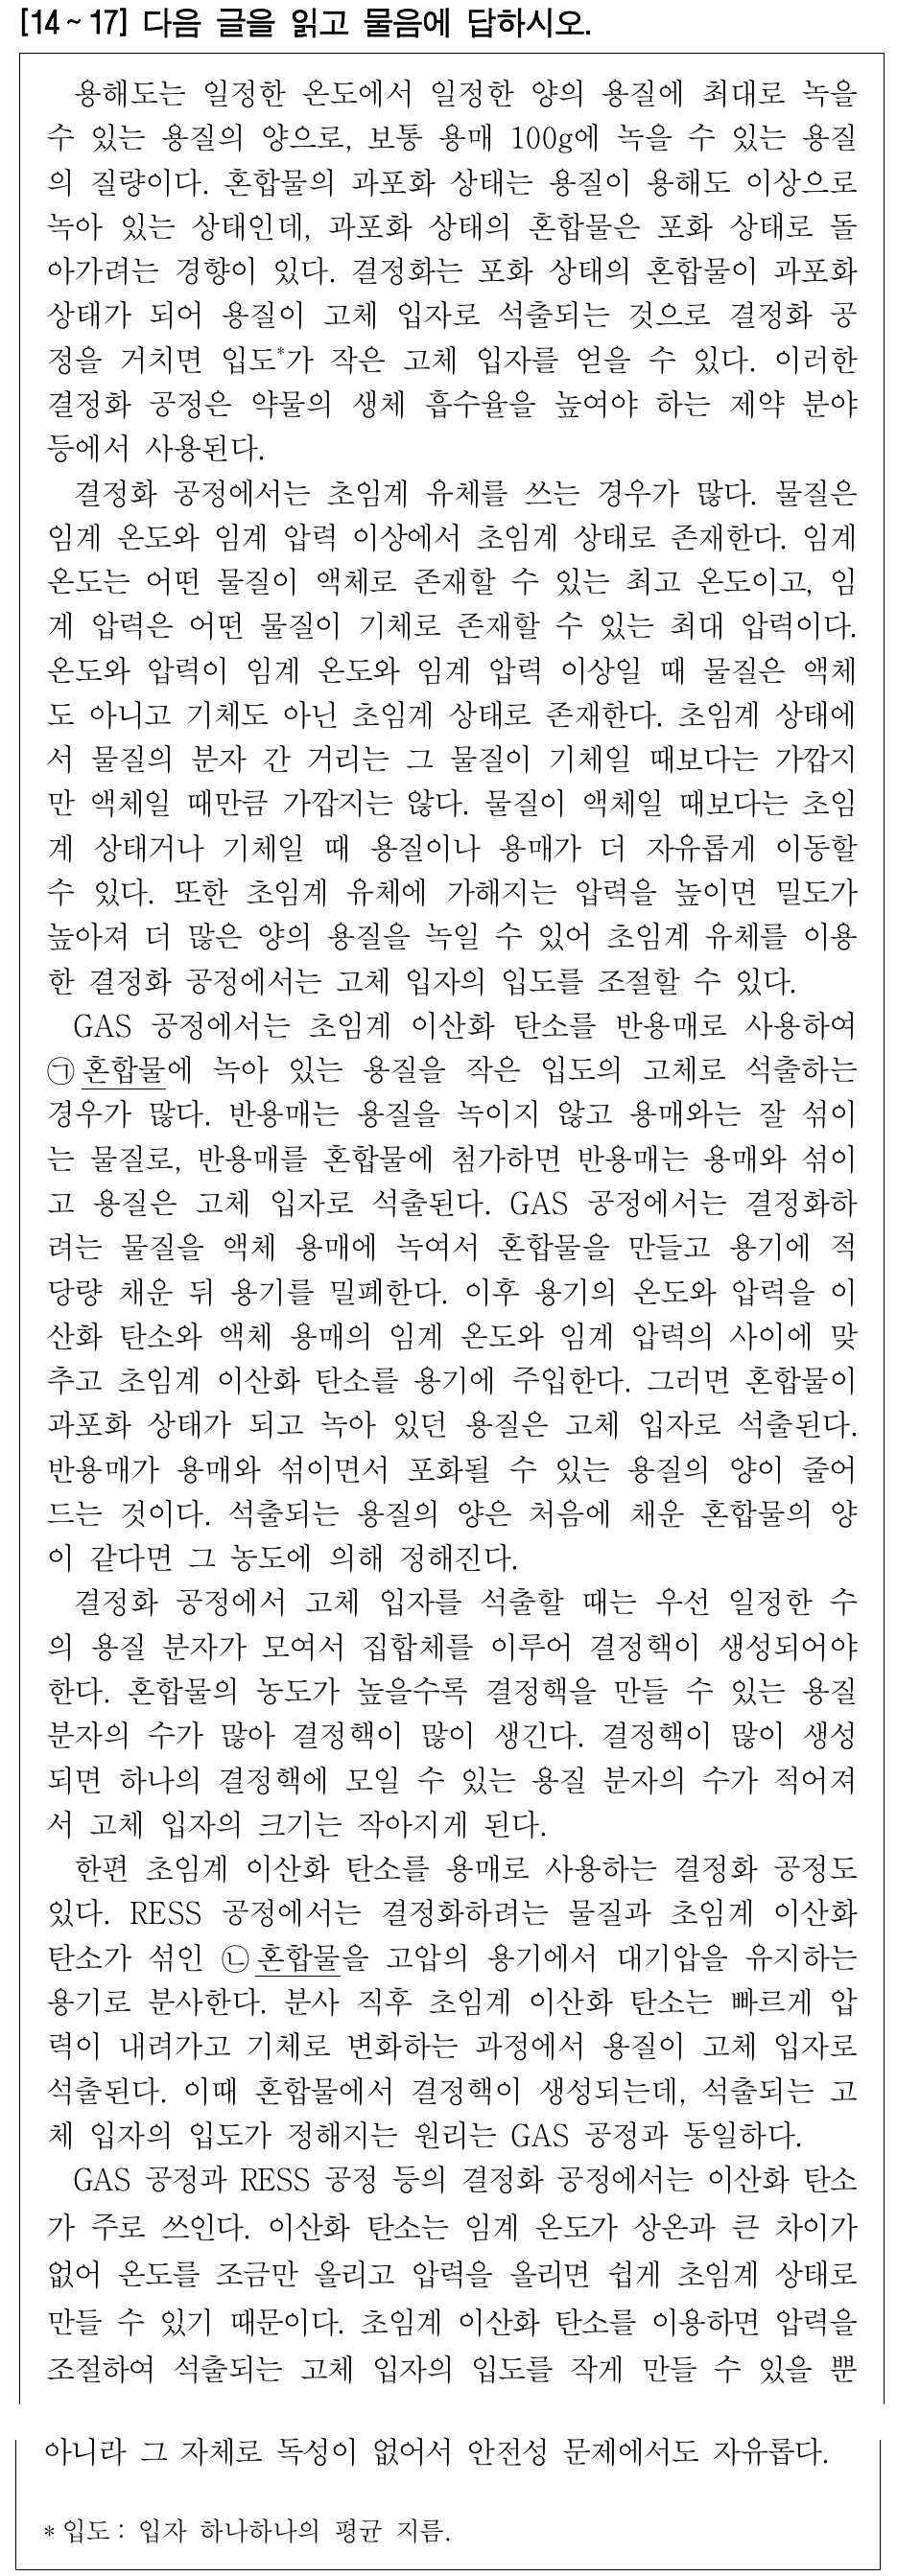 [14~17] 다음 글을 읽고 물음에 답하시오.
용해도는 일정한 온도에서 일정한 양의 용질에 최대로 녹을
수 있는 용질의 양으로, 보통 용매 100g에 녹을 수 있는 용질
의 질량이다. 혼합물의 과포화 상태는 용질이 용해도 이상으로
녹아 있는 상태인데, 과포화 상태의 혼합물은 포화 상태로 돌
아가려는 경향이 있다. 결정화는 포화 상태의 혼합물이 과포화
상태가 되어 용질이 고체 입자로 석출되는 것으로 결정화 공
정을 거치면 입도*가 작은 고체 입자를 얻을 수 있다. 이러한
결정화 공정은 약물의 생체 흡수율을 높여야 하는 제약 분야
등에서 사용된다.
결정화 공정에서는 초임계 유체를 쓰는 경우가 많다. 물질은
임계 온도와 임계 압력 이상에서 초임계 상태로 존재한다. 임계
온도는 어떤 물질이 액체로 존재할 수 있는 최고 온도이고, 임
계 압력은 어떤 물질이 기체로 존재할 수 있는 최대 압력이다.
온도와 압력이 임계 온도와 임계 압력 이상일 때 물질은 액체
도 아니고 기체도 아닌 초임계 상태로 존재한다. 초임계 상태에
서 물질의 분자 간 거리는 그 물질이 기체일 때보다는 가깝지
만 액체일 때만큼 가깝지는 않다. 물질이 액체일 때보다는 초임
계 상태거나 기체일 때 용질이나 용매가 더 자유롭게 이동할
수 있다. 또한 초임계 유체에 가해지는 압력을 높이면 밀도가
높아져 더 많은 양의 용질을 녹일 수 있어 초임계 유체를 이용
한 결정화 공정에서는 고체 입자의 입도를 조절할 수 있다.
GAS 공정에서는 초임계 이산화 탄소를 반용매로 사용하여
㉠ 혼합물에 녹아 있는 용질을 작은 입도의 고체로 석출하는
경우가 많다. 반용매는 용질을 녹이지 않고 용매와는 잘 섞이
는 물질로, 반용매를 혼합물에 첨가하면 반용매는 용매와 섞이
고 용질은 고체 입자로 석출된다. GAS 공정에서는 결정화하
려는 물질을 액체 용매에 녹여서 혼합물을 만들고 용기에 적
당량 채운 뒤 용기를 밀폐한다. 이후 용기의 온도와 압력을 이
산화 탄소와 액체 용매의 임계 온도와 임계 압력의 사이에 맞
추고 초임계 이산화 탄소를 용기에 주입한다. 그러면 혼합물이
과포화 상태가 되고 녹아 있던 용질은 고체 입자로 석출된다.
반용매가 용매와 섞이면서 포화될 수 있는 용질의 양이 줄어
드는 것이다. 석출되는 용질의 양은 처음에 채운 혼합물의 양
이 같다면 그 농도에 의해 정해진다.
결정화 공정에서 고체 입자를 석출할 때는 우선 일정한 수
의 용질 분자가 모여서 집합체를 이루어 결정핵이 생성되어야
한다. 혼합물의 농도가 높을수록 결정핵을 만들 수 있는 용질
분자의 수가 많아 결정핵이 많이 생긴다. 결정핵이 많이 생성
되면 하나의 결정핵에 모일 수 있는 용질 분자의 수가 적어져
서 고체 입자의 크기는 작아지게 된다.
한편 초임계 이산화 탄소를 용매로 사용하는 결정화 공정도
있다. RESS 공정에서는 결정화하려는 물질과 초임계 이산화
탄소가 섞인 ㉡ 혼합물을 고압의 용기에서 대기압을 유지하는
용기로 분사한다. 분사 직후 초임계 이산화 탄소는 빠르게 압
력이 내려가고 기체로 변화하는 과정에서 용질이 고체 입자로
석출된다. 이때 혼합물에서 결정핵이 생성되는데, 석출되는 고
체 입자의 입도가 정해지는 원리는 GAS 공정과 동일하다.
GAS 공정과 RESS 공정 등의 결정화 공정에서는 이산화 탄소
가 주로 쓰인다. 이산화 탄소는 임계 온도가 상온과 큰 차이가
없어 온도를 조금만 올리고 압력을 올리면 쉽게 초임계 상태로
만들 수 있기 때문이다. 초임계 이산화 탄소를 이용하면 압력을
조절하여 석출되는 고체 입자의 입도를 작게 만들 수 있을 뿐
아니라 그 자체로 독성이 없어서 안전성 문제에서도 자유롭다.
* 입도 : 입자 하나하나의 평균 지름.